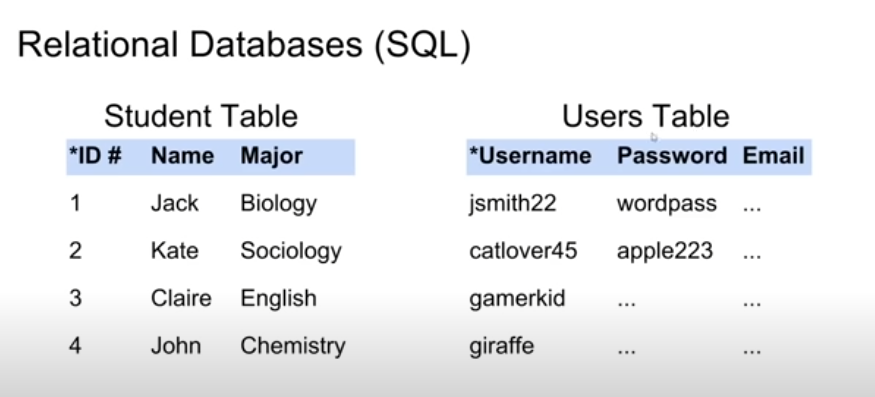 Relational Databases (SQL)
Student Table
*ID # Name Major
1 Jack Biology
2 Kate Sociology
3 Claire English
4 John Chemistry
Users Table
*Username Password Email
jsmith22 wordpass ...
catlover45 apple223 ...
gamerkid ... ...
giraffe ... ...